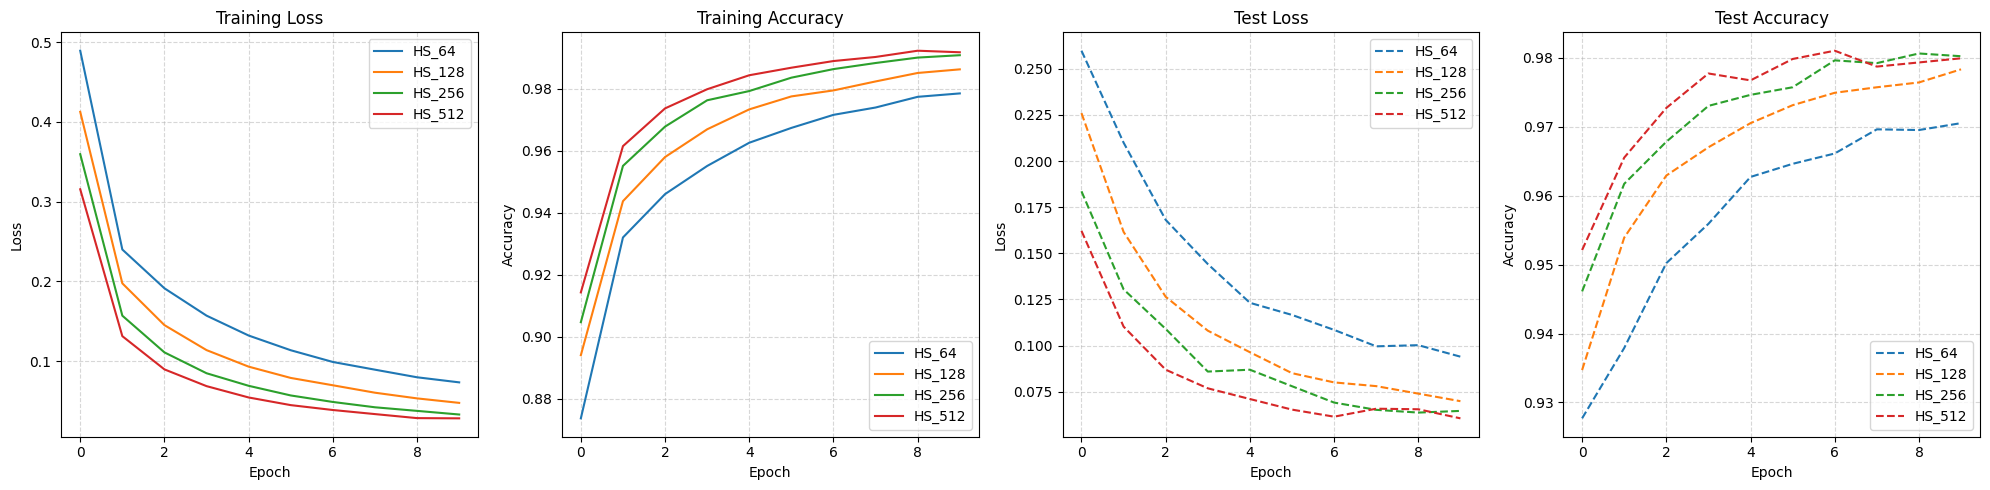 Training Loss
Loss
0.5
0.4
0.3
0.2
0.1
0 2 4 6 8
Epoch
HS_64
HS_128
HS_256
HS_512
Training Accuracy
Accuracy
0.98
0.96
0.94
0.92
0.90
0.88
0 2 4 6 8
Epoch
HS_64
HS_128
HS_256
HS_512
Test Loss
Loss
0.250
0.225
0.200
0.175
0.150
0.125
0.100
0.075
0 2 4 6 8
Epoch
HS_64
HS_128
HS_256
HS_512
Test Accuracy
Accuracy
0.98
0.97
0.96
0.95
0.94
0.93
0 2 4 6 8
Epoch
HS_64
HS_128
HS_256
HS_512